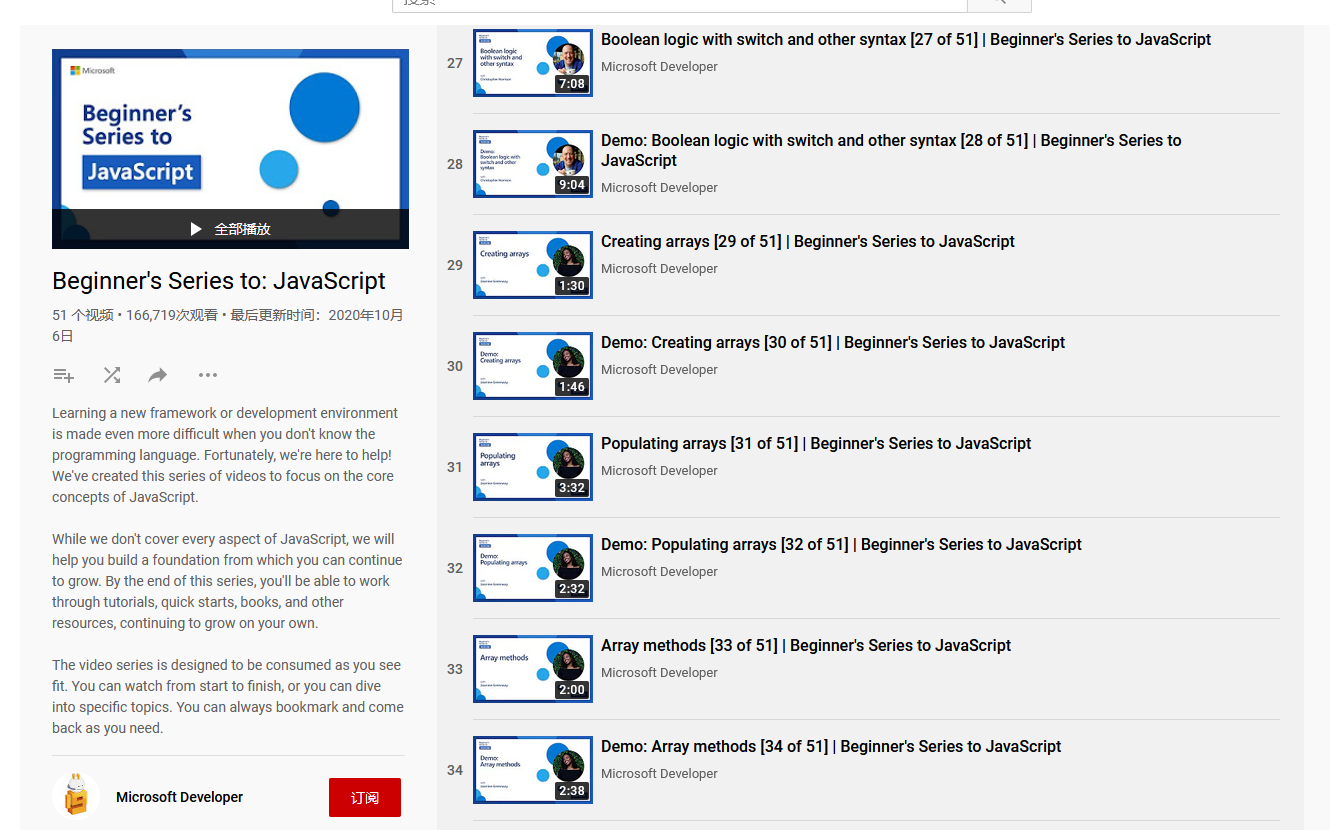 搜索
Microsoft
Beginner's
Series to
JavaScript
全部播放
Beginner's Series to: JavaScript
51 个视频 • 166,719次观看 • 最后更新时间：2020年10月
6日
Learning a new framework or development environment
is made even more difficult when you don't know the
programming language. Fortunately, we're here to help!
We've created this series of videos to focus on the core
concepts of JavaScript.
While we don't cover every aspect of JavaScript, we will
help you build a foundation from which you can continue
to grow. By the end of this series, you'll be able to work
through tutorials, quick starts, books, and other
resources, continuing to grow on your own.
The video series is designed to be consumed as you see
fit. You can watch from start to finish, or you can dive
into specific topics. You can always bookmark and come
back as you need.
Microsoft Developer
订阅
27
Boolean logic
with switch and
other syntax
7:08
Boolean logic with switch and other syntax [27 of 51] | Beginner's Series to JavaScript
Microsoft Developer
28
Demo:
Boolean logic with
switch and other
syntax
9:04
Demo: Boolean logic with switch and other syntax [28 of 51] | Beginner's Series to
JavaScript
Microsoft Developer
29
Creating arrays
1:30
Creating arrays [29 of 51] | Beginner's Series to JavaScript
Microsoft Developer
30
Demo:
Creating arrays
1:46
Demo: Creating arrays [30 of 51] | Beginner's Series to JavaScript
Microsoft Developer
31
Populating
arrays
3:32
Populating arrays [31 of 51] | Beginner's Series to JavaScript
Microsoft Developer
32
Demo:
Populating arrays
2:32
Demo: Populating arrays [32 of 51] | Beginner's Series to JavaScript
Microsoft Developer
33
Array methods
2:00
Array methods [33 of 51] | Beginner's Series to JavaScript
Microsoft Developer
34
Demo:
Array methods
2:38
Demo: Array methods [34 of 51] | Beginner's Series to JavaScript
Microsoft Developer